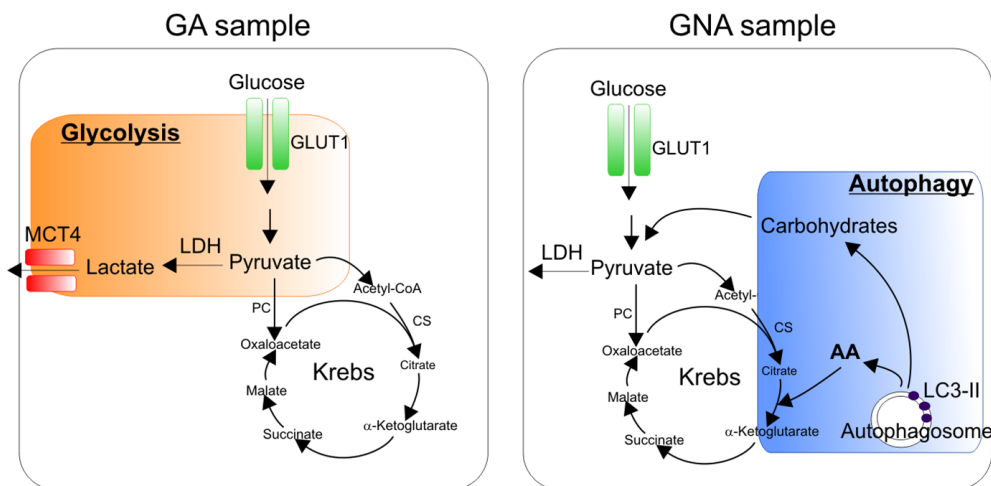 GA sample
Glucose
Glycolysis
GLUT1
MCT4
LDH
Lactate
Pyruvate
Acetyl-CoA
PC
CS
Oxaloacetate
Citrate
Krebs
Malate
α-Ketoglutarate
Succinate
GNA sample
Glucose
GLUT1
Autophagy
Carbohydrates
LDH
Pyruvate
Acetyl-
PC
CS
Oxaloacetate
AA
Citrate
Krebs
LC3-II
Malate
Autophagosome
α-Ketoglutarate
Succinate